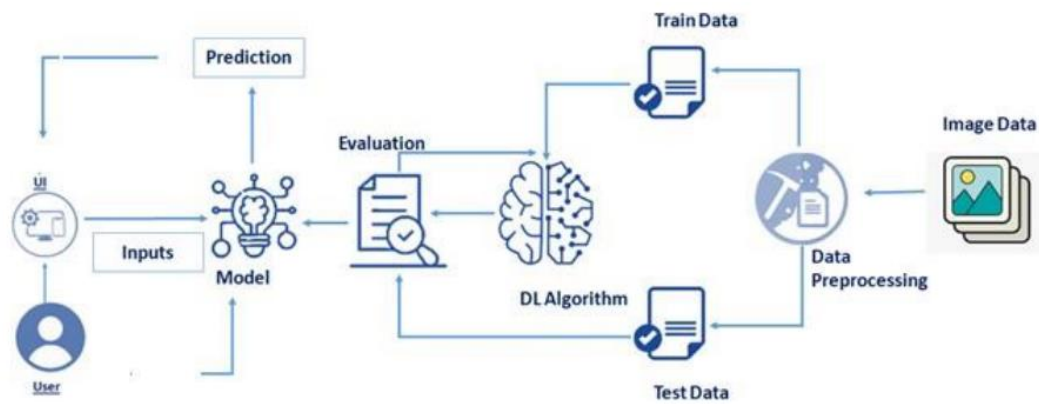 Train Data
Prediction
Image Data
Evaluation
UI
Inputs
Model
Data
Preprocessing
DL Algorithm
User
Test Data